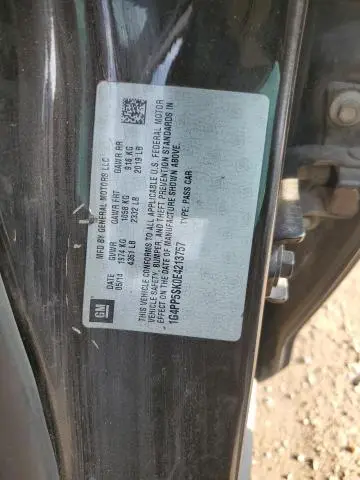 GM
MFD BY GENERAL MOTORS LLC
DATE GVWR GAWR FRT GAWR RR
05/14 1974 KG 1058 KG 916 KG
4351 LB 2332 LB 2019 LB
THIS VEHICLE CONFORMS TO ALL APPLICABLE U.S. FEDERAL MOTOR
VEHICLE SAFETY, BUMPER, AND THEFT PREVENTION STANDARDS IN
EFFECT ON THE DATE OF MANUFACTURE SHOWN ABOVE.
1G4PP5SK0E4213757 TYPE: PASS CAR